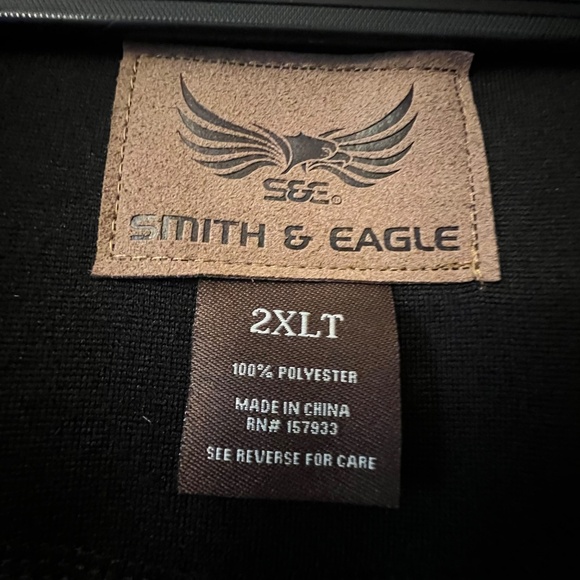 S&E®
SMITH & EAGLE
2XLT
100% POLYESTER
MADE IN CHINA
RN# 157933
SEE REVERSE FOR CARE